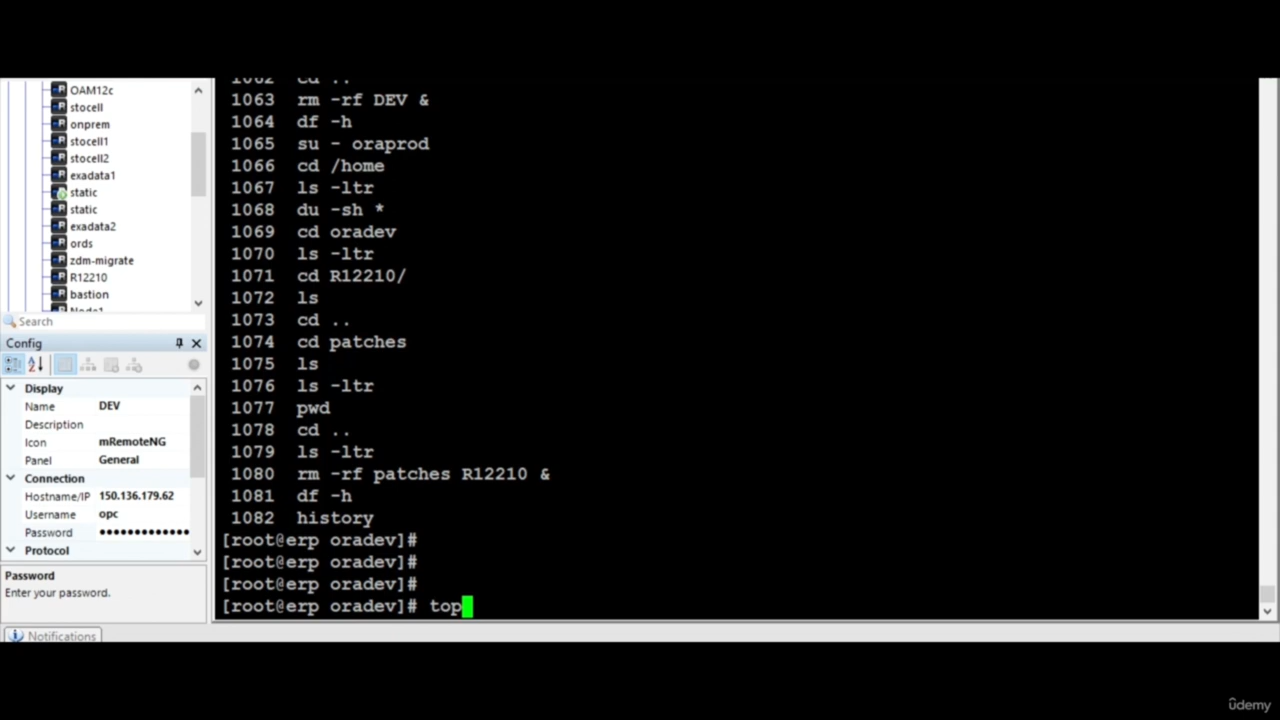 OAM12c
stocell
onprem
stocell1
stocell2
exadata1
static
static
exadata2
ords
zdm-migrate
R12210
bastion
Node1
Search
Config
Display
Name DEV
Description
Icon mRemoteNG
Panel General
Connection
Hostname/IP 150.136.179.62
Username opc
Password ••••••••••••••
Protocol
Password
Enter your password.
Notifications
1062 cd ..
1063 rm -rf DEV &
1064 df -h
1065 su - oraprod
1066 cd /home
1067 ls -ltr
1068 du -sh *
1069 cd oradev
1070 ls -ltr
1071 cd R12210/
1072 ls
1073 cd ..
1074 cd patches
1075 ls
1076 ls -ltr
1077 pwd
1078 cd ..
1079 ls -ltr
1080 rm -rf patches R12210 &
1081 df -h
1082 history
[root@erp oradev]#
[root@erp oradev]#
[root@erp oradev]#
[root@erp oradev]# top
ûdemy